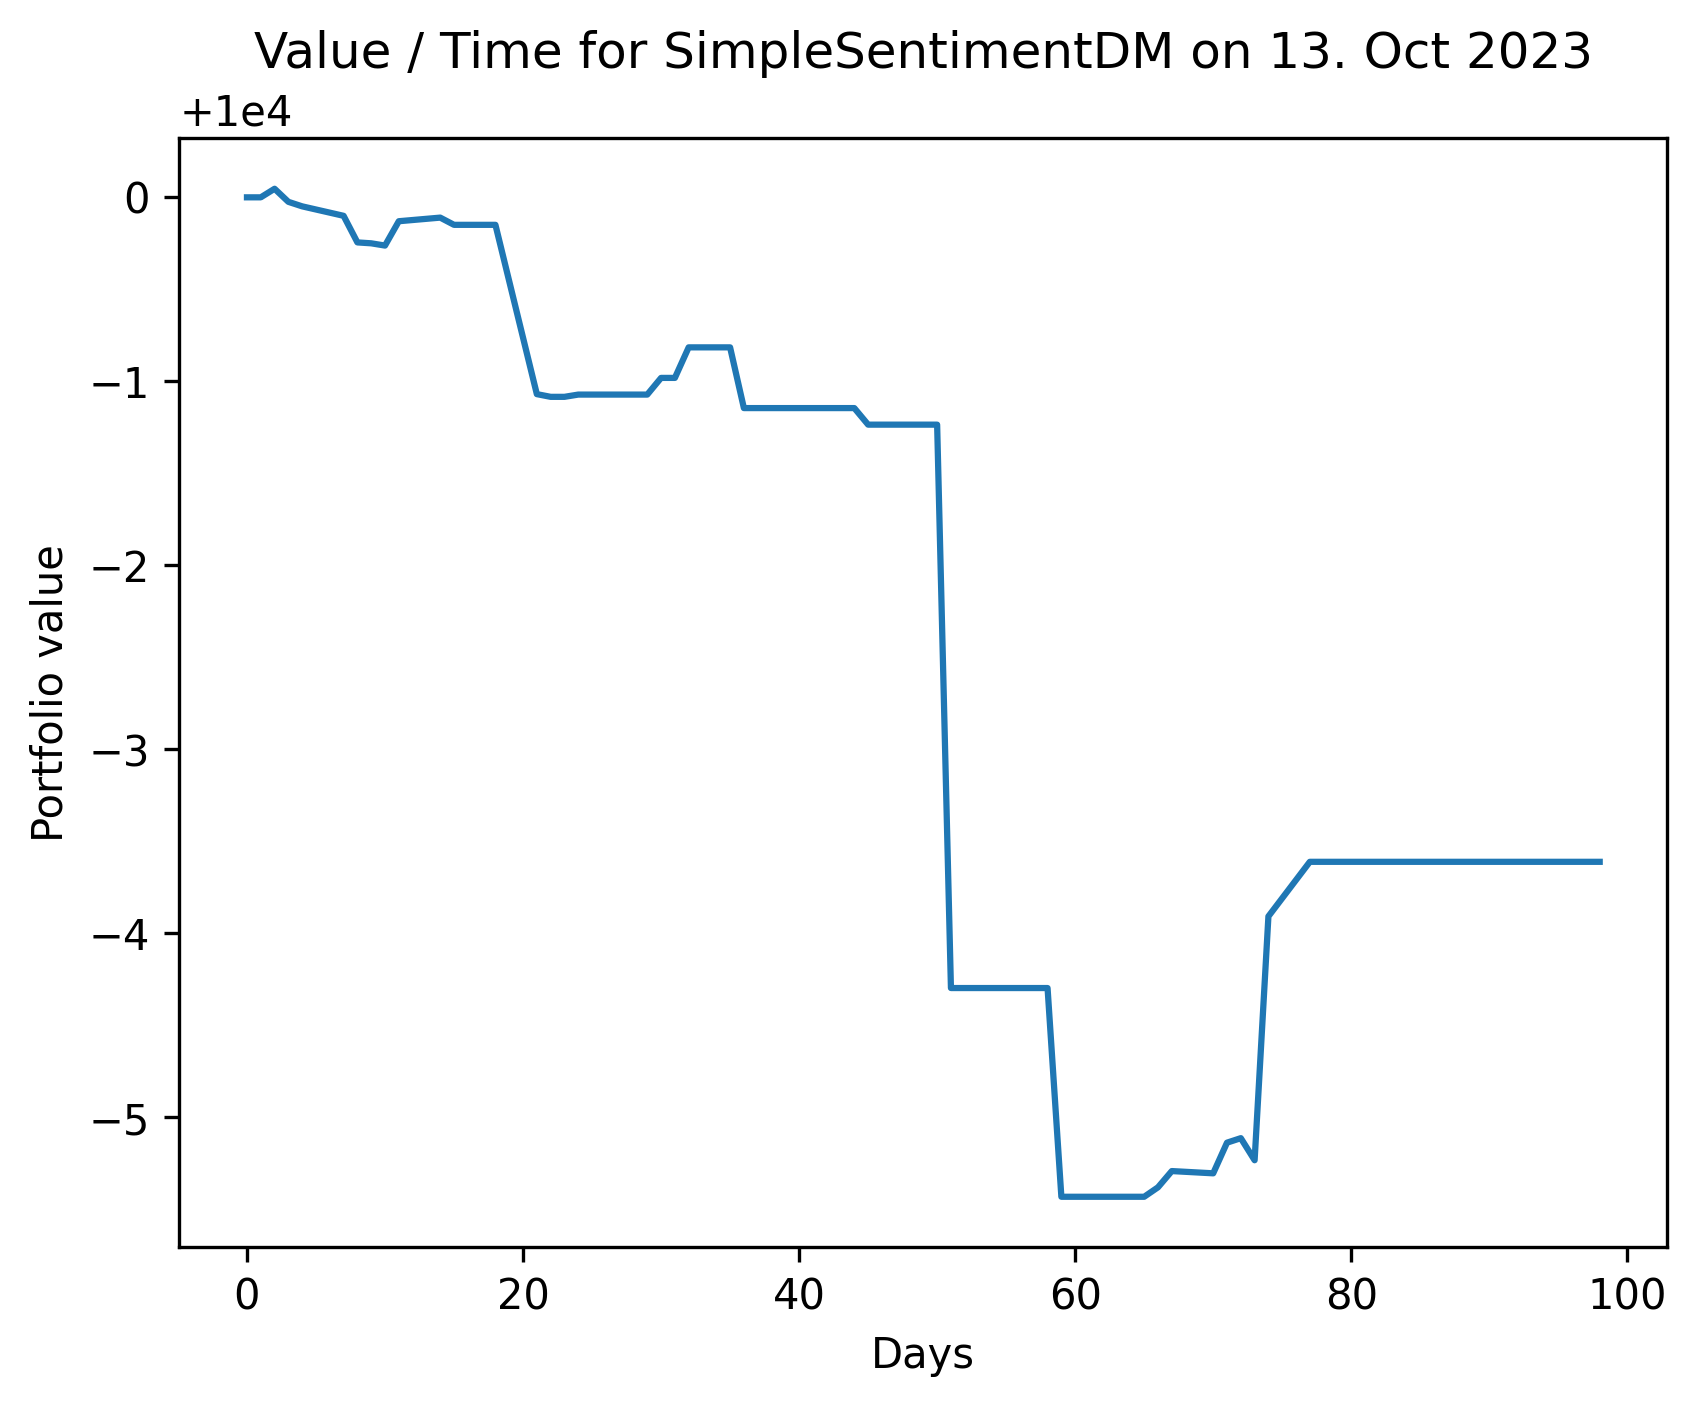 Value / Time for SimpleSentimentDM on 13. Oct 2023
+1e4
0
−1
−2
−3
−4
−5
Portfolio value
0 20 40 60 80 100
Days